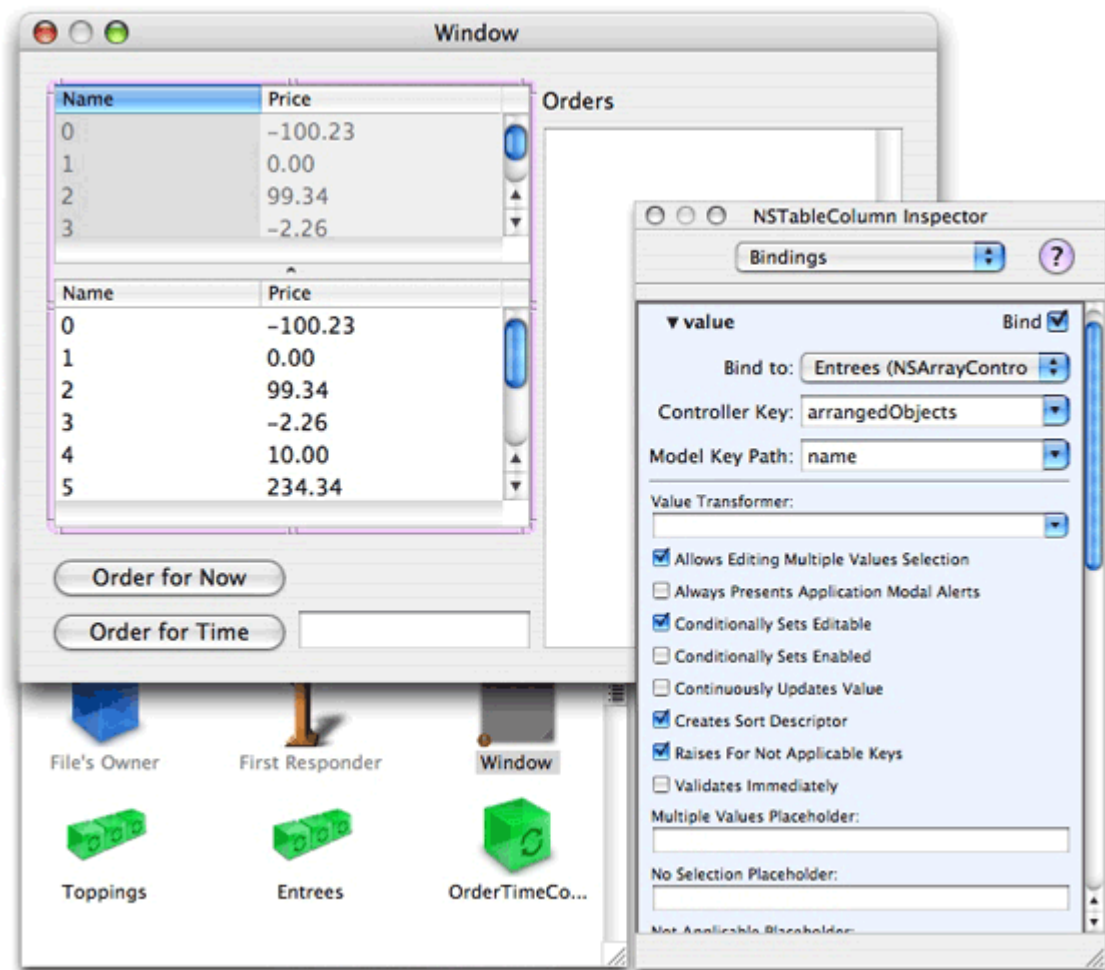 Window
Name Price
0 -100.23
1 0.00
2 99.34
3 -2.26
Name Price
0 -100.23
1 0.00
2 99.34
3 -2.26
4 10.00
5 234.34
Order for Now
Order for Time
Orders
File's Owner
First Responder
Window
Toppings
Entrees
OrderTimeCo...
NSTableColumn Inspector
Bindings
?
value Bind
Bind to: Entrees (NSArrayContro
Controller Key: arrangedObjects
Model Key Path: name
Value Transformer:
Allows Editing Multiple Values Selection
Always Presents Application Modal Alerts
Conditionally Sets Editable
Conditionally Sets Enabled
Continuously Updates Value
Creates Sort Descriptor
Raises For Not Applicable Keys
Validates Immediately
Multiple Values Placeholder:
No Selection Placeholder:
Not Applicable Placeholder: